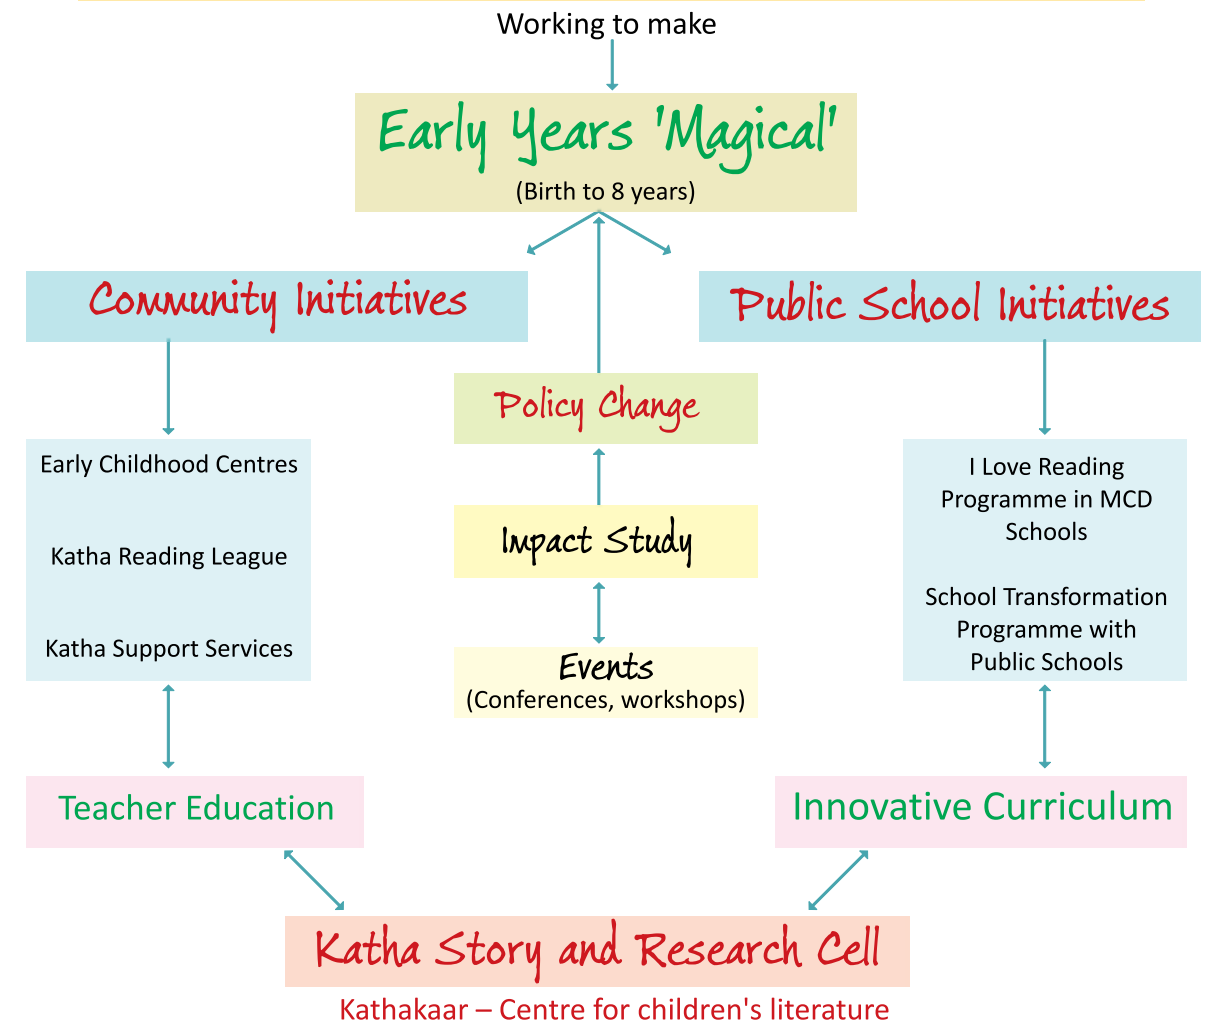 Working to make
Early Years 'Magical'
(Birth to 8 years)
Community Initiatives
Public School Initiatives
Policy Change
Early Childhood Centres
Katha Reading League
Katha Support Services
I Love Reading
Programme in MCD
Schools
School Transformation
Programme with
Public Schools
Impact Study
Events
(Conferences, workshops)
Teacher Education
Innovative Curriculum
Katha Story and Research Cell
Kathakaar – Centre for children's literature